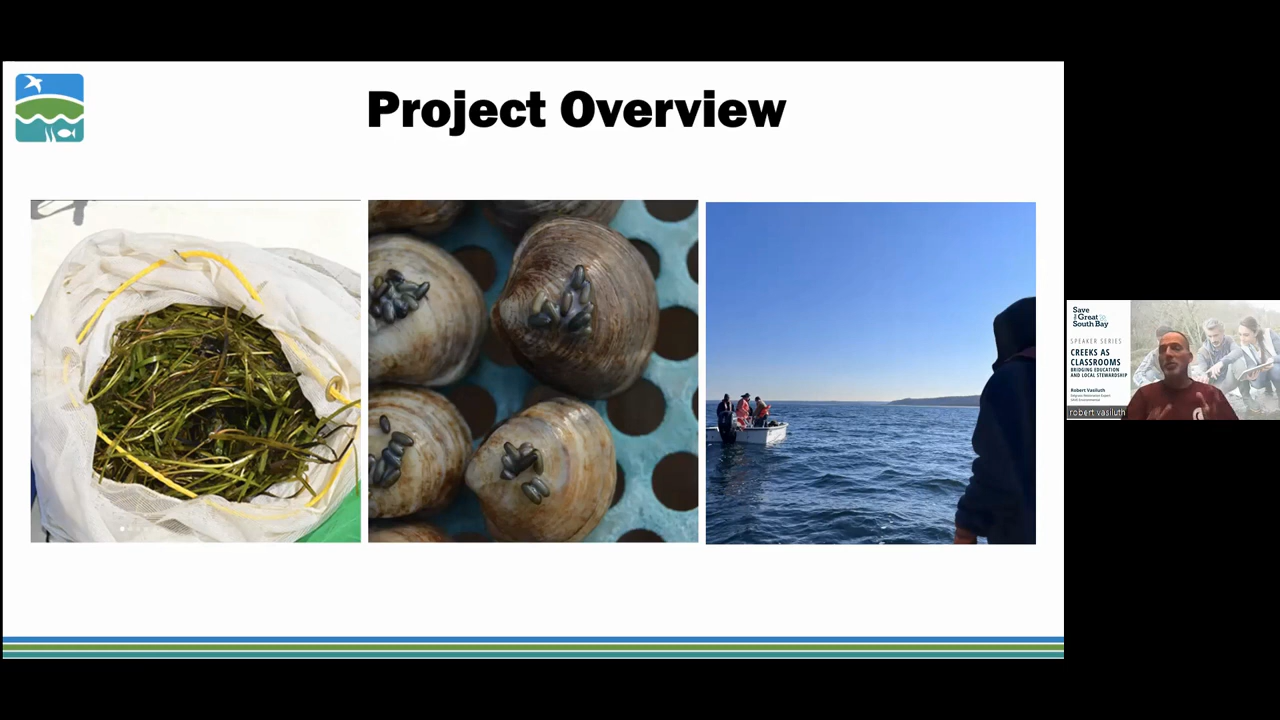 Project Overview
Save
The Great
South Bay
SPEAKER SERIES
CREEKS AS
CLASSROOMS
BRIDGING EDUCATION
AND LOCAL STEWARDSHIP
Robert Vasiluth
robert vasiluth